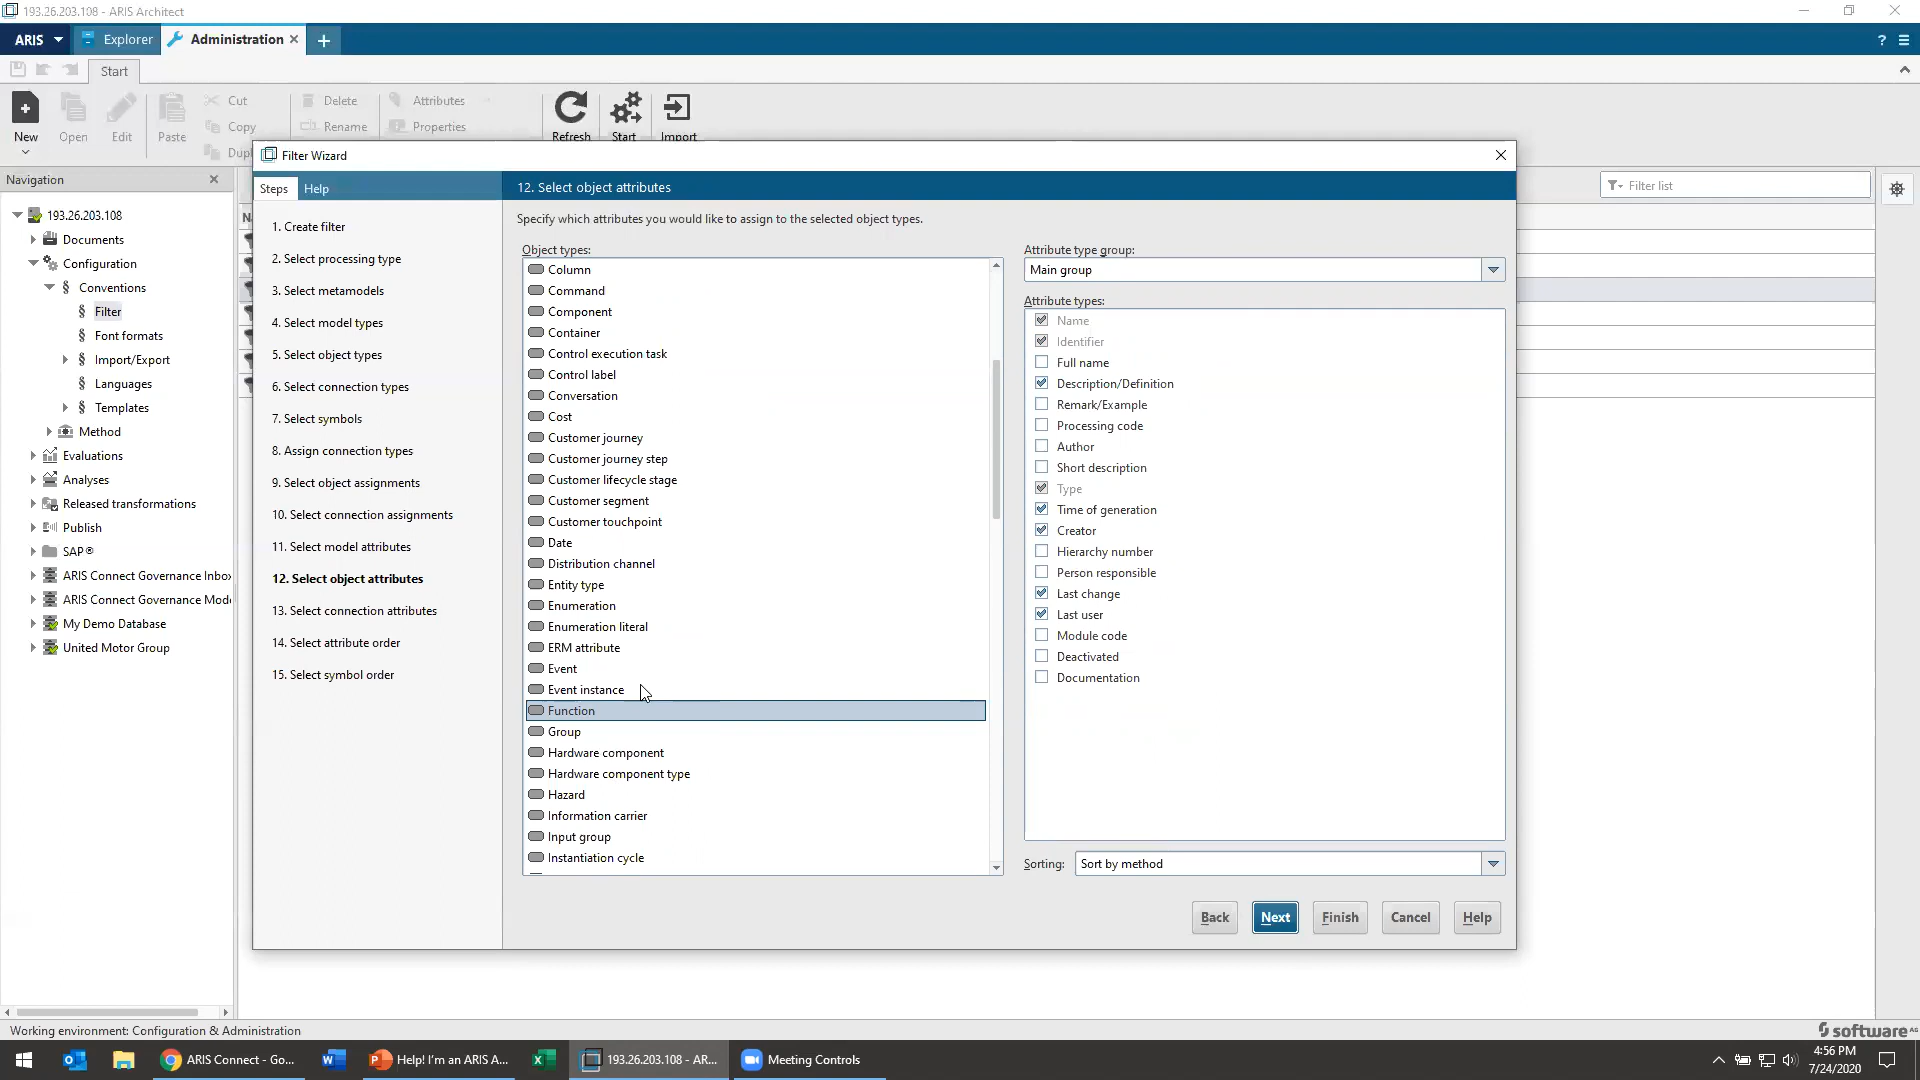 193.26.203.108 - ARIS Architect
ARIS
Explorer
Administration
Start
New
Open
Edit
Paste
Cut
Copy
Delete
Rename
Attributes
Properties
Refresh
Start
Import
Navigation
193.26.203.108
Documents
Configuration
Conventions
Filter
Font formats
Import/Export
Languages
Templates
Method
Evaluations
Analyses
Released transformations
Publish
SAP®
ARIS Connect Governance Inbox
ARIS Connect Governance Mode
My Demo Database
United Motor Group
Filter list
Filter Wizard
Steps
Help
1. Create filter
2. Select processing type
3. Select metamodels
4. Select model types
5. Select object types
6. Select connection types
7. Select symbols
8. Assign connection types
9. Select object assignments
10. Select connection assignments
11. Select model attributes
12. Select object attributes
13. Select connection attributes
14. Select attribute order
15. Select symbol order
12. Select object attributes
Specify which attributes you would like to assign to the selected object types.
Object types:
Column
Command
Component
Container
Control execution task
Control label
Conversation
Cost
Customer journey
Customer journey step
Customer lifecycle stage
Customer segment
Customer touchpoint
Date
Distribution channel
Entity type
Enumeration
Enumeration literal
ERM attribute
Event
Event instance
Function
Group
Hardware component
Hardware component type
Hazard
Information carrier
Input group
Instantiation cycle
Attribute type group:
Main group
Attribute types:
Name
Identifier
Full name
Description/Definition
Remark/Example
Processing code
Author
Short description
Type
Time of generation
Creator
Hierarchy number
Person responsible
Last change
Last user
Module code
Deactivated
Documentation
Sorting:
Sort by method
Back
Next
Finish
Cancel
Help
Working environment: Configuration & Administration
software AG
ARIS Connect - Go...
Help! I'm an ARIS A...
193.26.203.108 - AR...
Meeting Controls
4:56 PM
7/24/2020